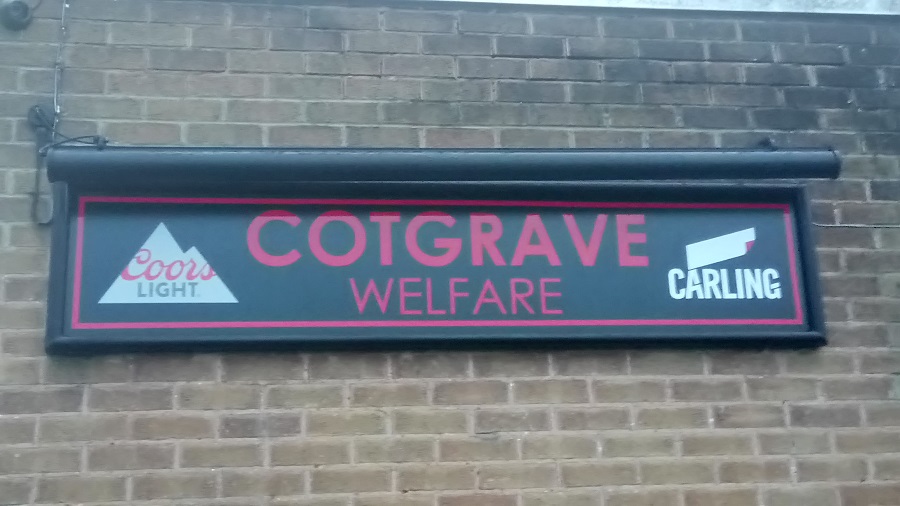 COTGRAVE
WELFARE
Coors
LIGHT
CARLING